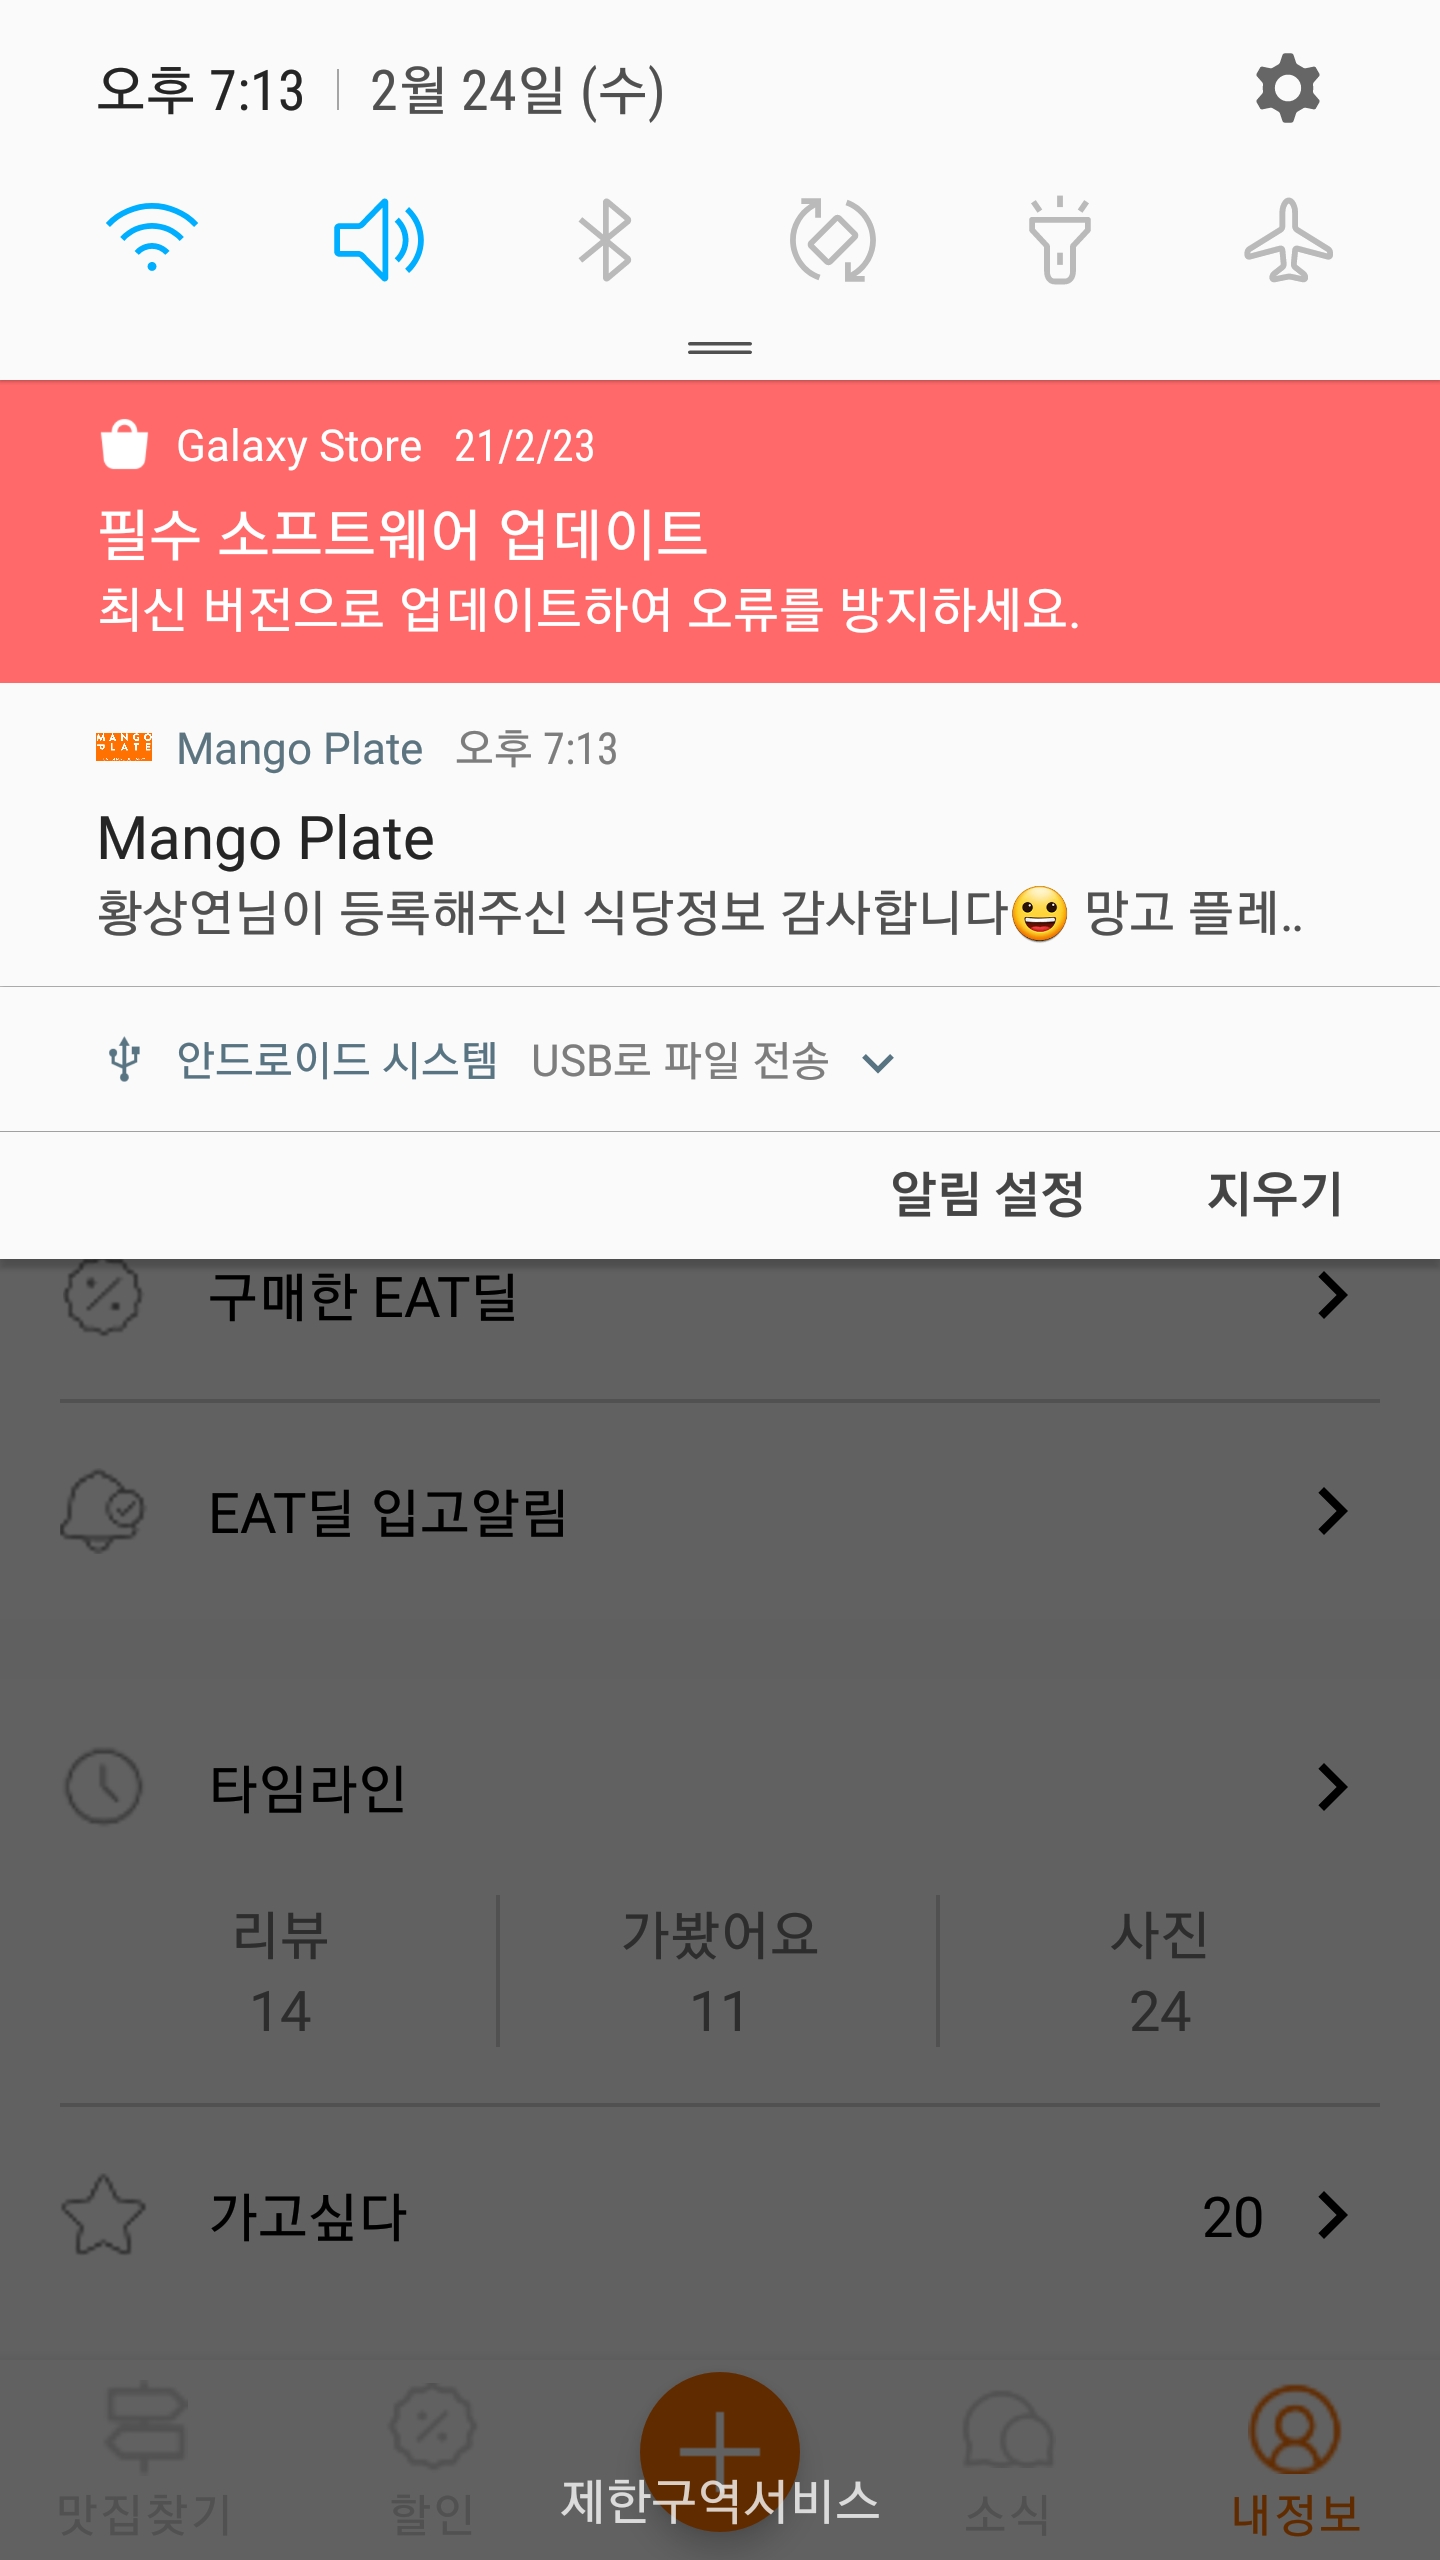 오후 7:13 2월 24일 (수)
Galaxy Store 21/2/23
필수 소프트웨어 업데이트
최신 버전으로 업데이트하여 오류를 방지하세요.
MANGO
PLATE
Mango Plate 오후 7:13
Mango Plate
황상연님이 등록해주신 식당정보 감사합니다😀 망고 플레..
안드로이드 시스템 USB로 파일 전송
알림 설정 지우기
구매한 EAT딜
EAT딜 입고알림
타임라인
리뷰 가봤어요 사진
14 11 24
가고싶다 20
제한구역서비스
맛집찾기 할인 소식 내정보